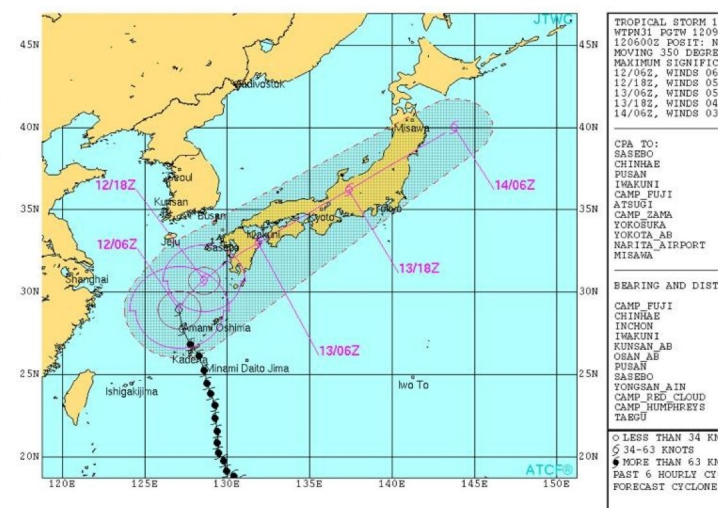 JTWC
45N
45N
Vladivostok
40N
Misawa
40N
Seoul
12/18Z
14/06Z
Kunsan
35N
Busan
Kyoto
Tokyo
35N
Jeju
Iwakuni
Sasebo
12/06Z
13/18Z
Shanghai
30N
30N
Amami Oshima
13/06Z
Kadena
Minami Daito Jima
25N
25N
Ishigakijima
Iwo To
20N
20N
ATCF®
120E
125E
130E
135E
140E
145E
150E
TROPICAL STORM 1
WTPN31 PGTW 1209
120600Z POSIT: N
MOVING 350 DEGRE
MAXIMUM SIGNIFIC
12/06Z, WINDS 06
12/18Z, WINDS 05
13/06Z, WINDS 05
13/18Z, WINDS 04
14/06Z, WINDS 03
CPA TO:
SASEBO
CHINHAE
PUSAN
IWAKUNI
CAMP_FUJI
ATSUGI
CAMP_ZAMA
YOKOSUKA
YOKOTA_AB
NARITA_AIRPORT
MISAWA
BEARING AND DIST
CAMP_FUJI
CHINHAE
INCHON
IWAKUNI
KUNSAN_AB
OSAN_AB
PUSAN
SASEBO
YONGSAN_AIN
CAMP_RED_CLOUD
CAMP_HUMPHREYS
TAEGU
LESS THAN 34 KN
34-63 KNOTS
MORE THAN 63 KN
PAST 6 HOURLY CY
FORECAST CYCLONE